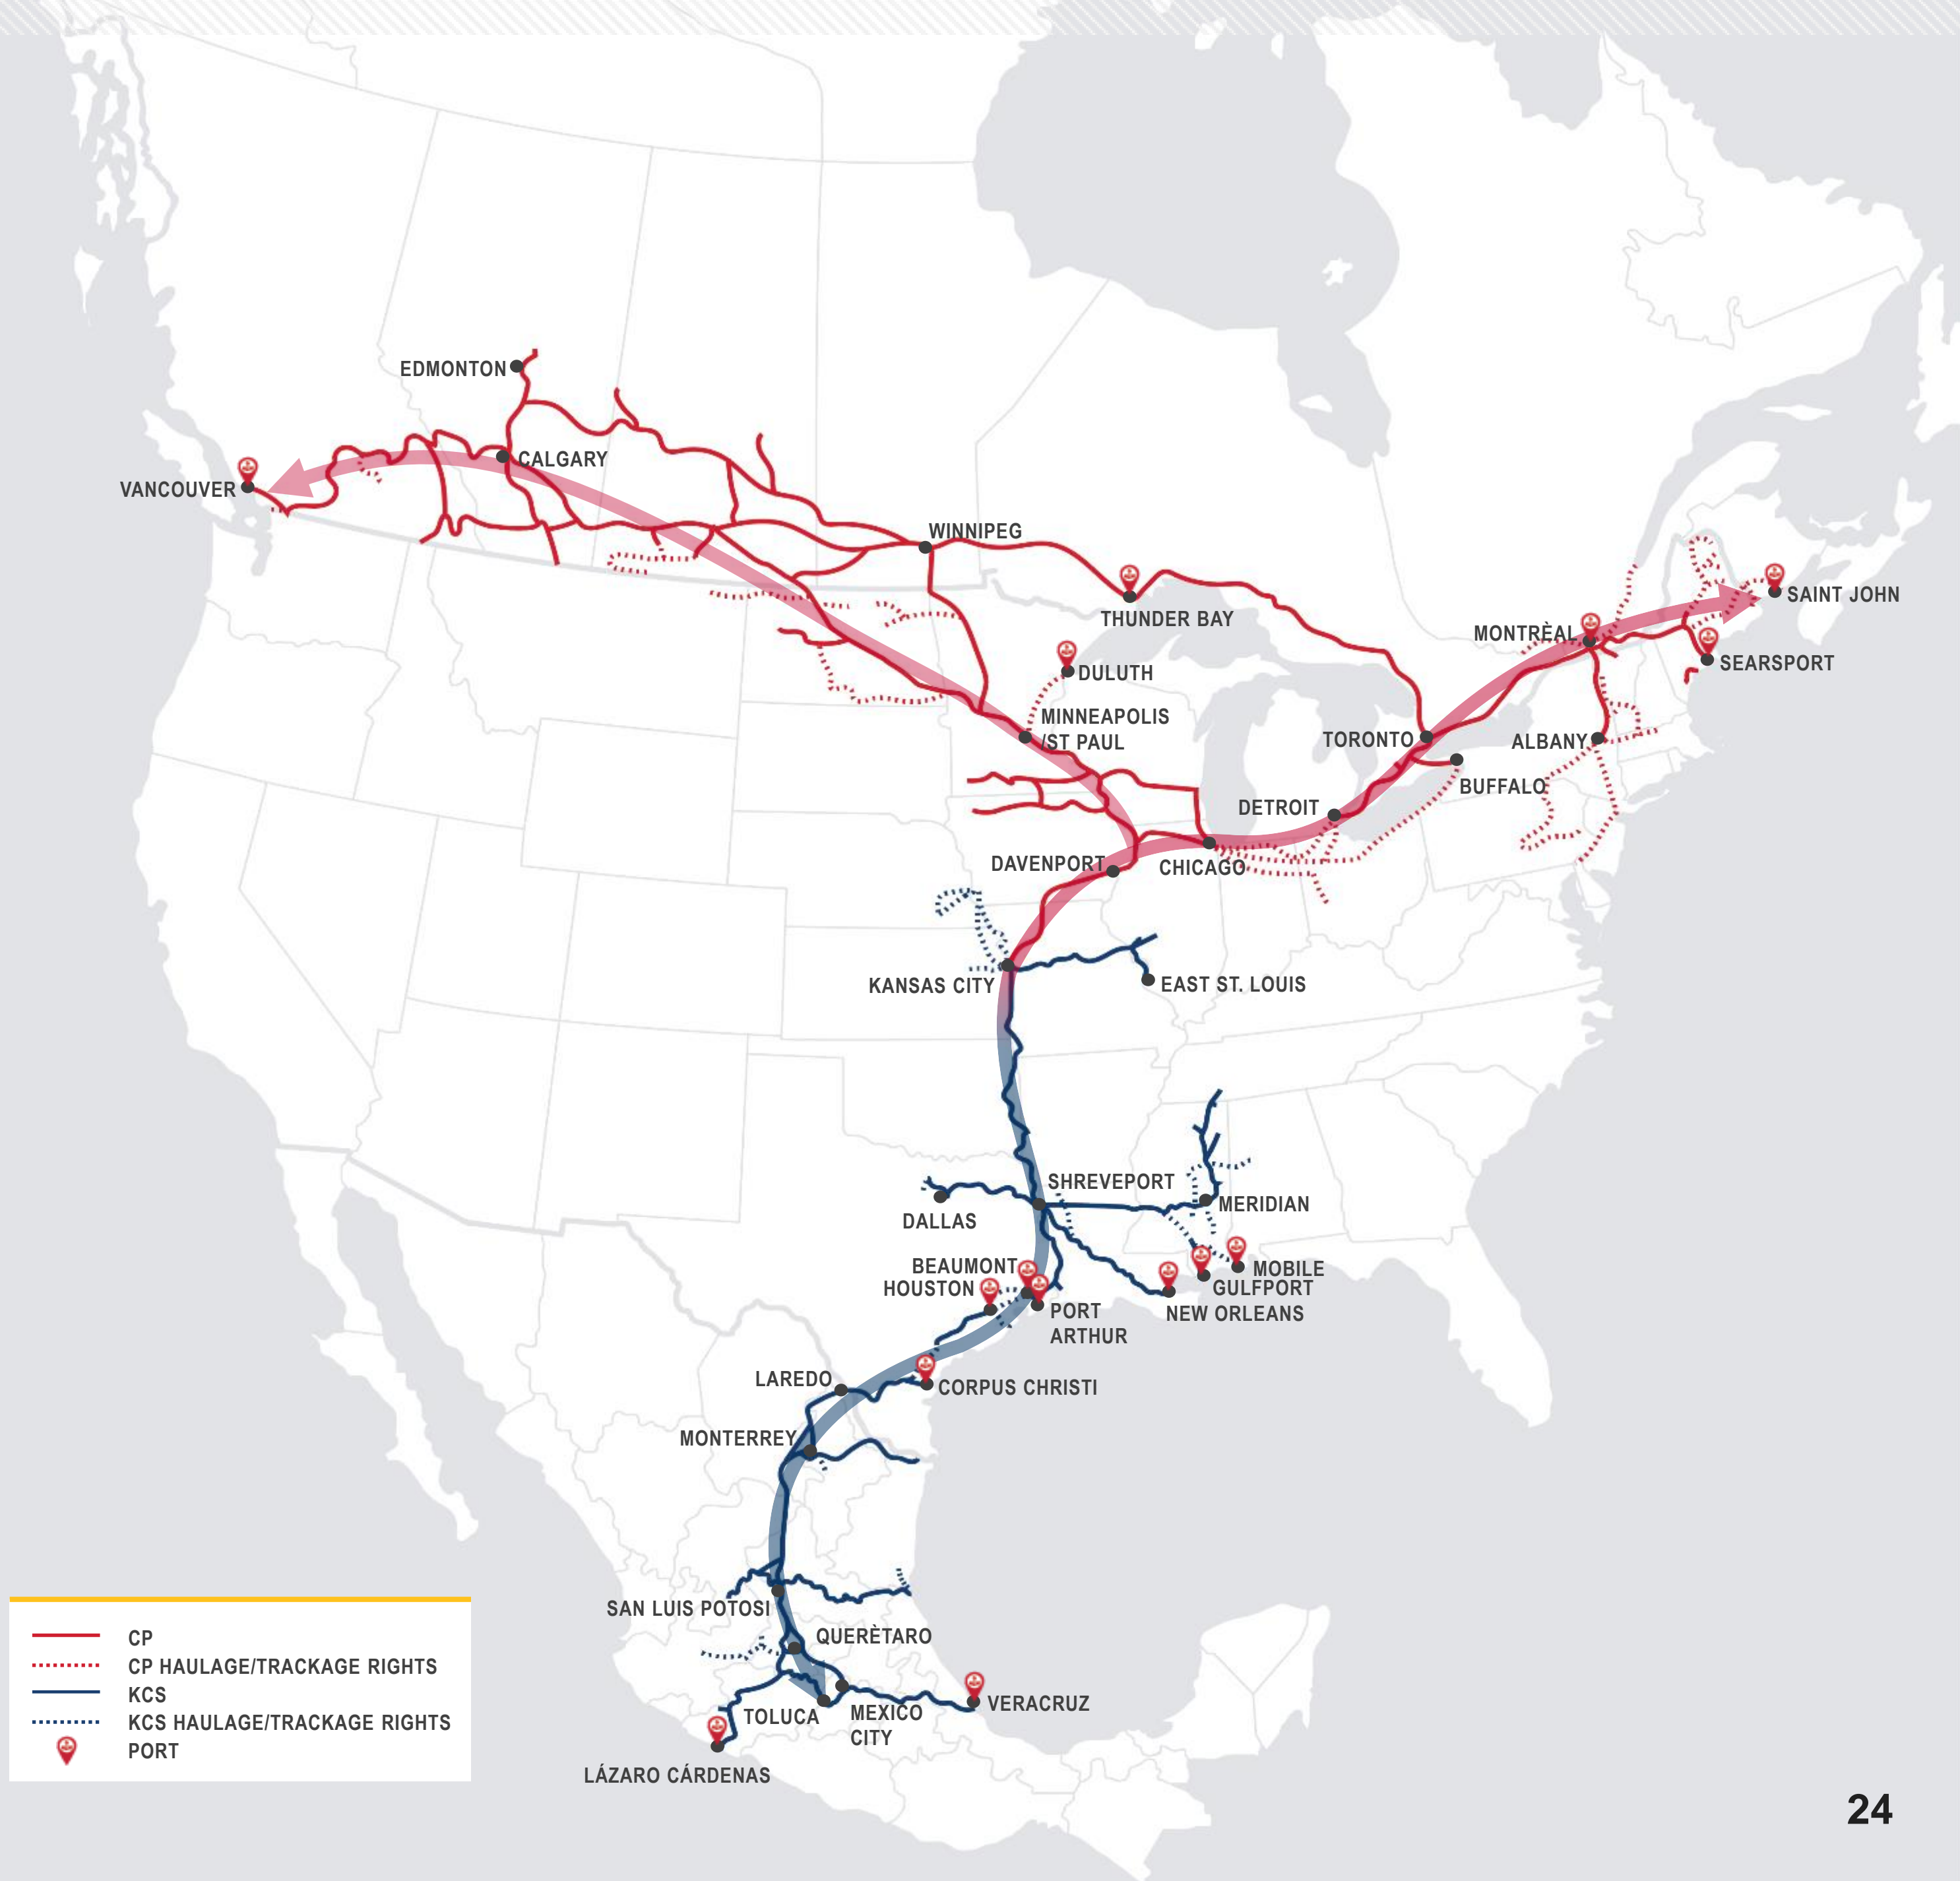 EDMONTON
CALGARY
VANCOUVER
WINNIPEG
THUNDER BAY
SAINT JOHN
MONTRÈAL
SEARSPORT
DULUTH
MINNEAPOLIS
/ST PAUL
TORONTO
ALBANY
BUFFALO
DETROIT
DAVENPORT
CHICAGO
KANSAS CITY
EAST ST. LOUIS
SHREVEPORT
MERIDIAN
DALLAS
BEAUMONT
HOUSTON
MOBILE
GULFPORT
NEW ORLEANS
PORT
ARTHUR
LAREDO
CORPUS CHRISTI
MONTERREY
SAN LUIS POTOSI
QUERÈTARO
TOLUCA
MEXICO
CITY
VERACRUZ
LÁZARO CÁRDENAS
CP
CP HAULAGE/TRACKAGE RIGHTS
KCS
KCS HAULAGE/TRACKAGE RIGHTS
PORT
24